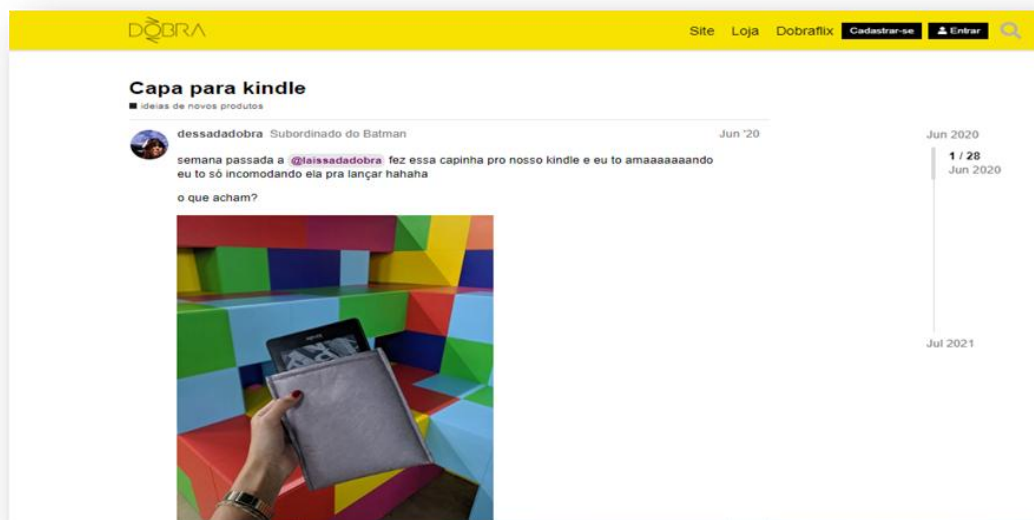 DOBRA
Site Loja Dobraflix Cadastrar-se Entrar
Capa para kindle
ideias de novos produtos
dessadadobra Subordinado do Batman Jun '20
semana passada a @laissadadobra fez essa capinha pro nosso kindle e eu to amaaaaaaando
eu to só incomodando ela pra lançar hahaha
o que acham?
Jun 2020
1 / 28
Jun 2020
Jul 2021